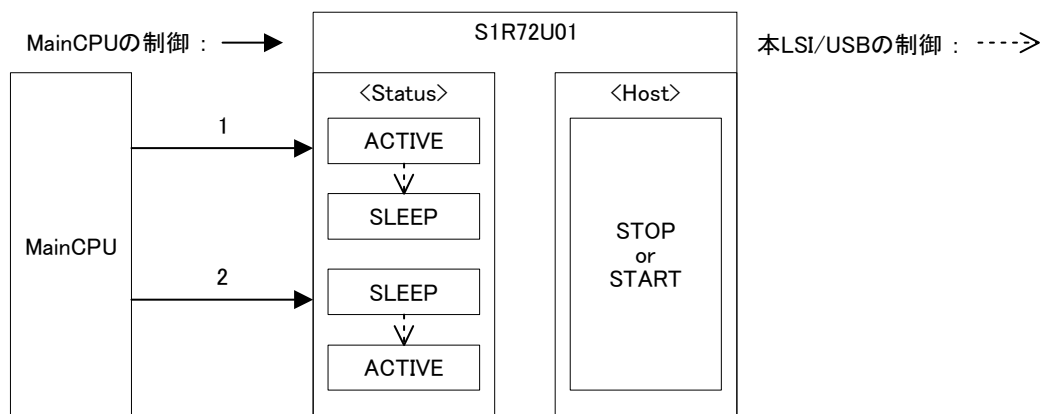 MainCPUの制御 :
S1R72U01
本LSI/USBの制御 :
<Status>
<Host>
1
ACTIVE
SLEEP
MainCPU
STOP
or
START
2
SLEEP
ACTIVE